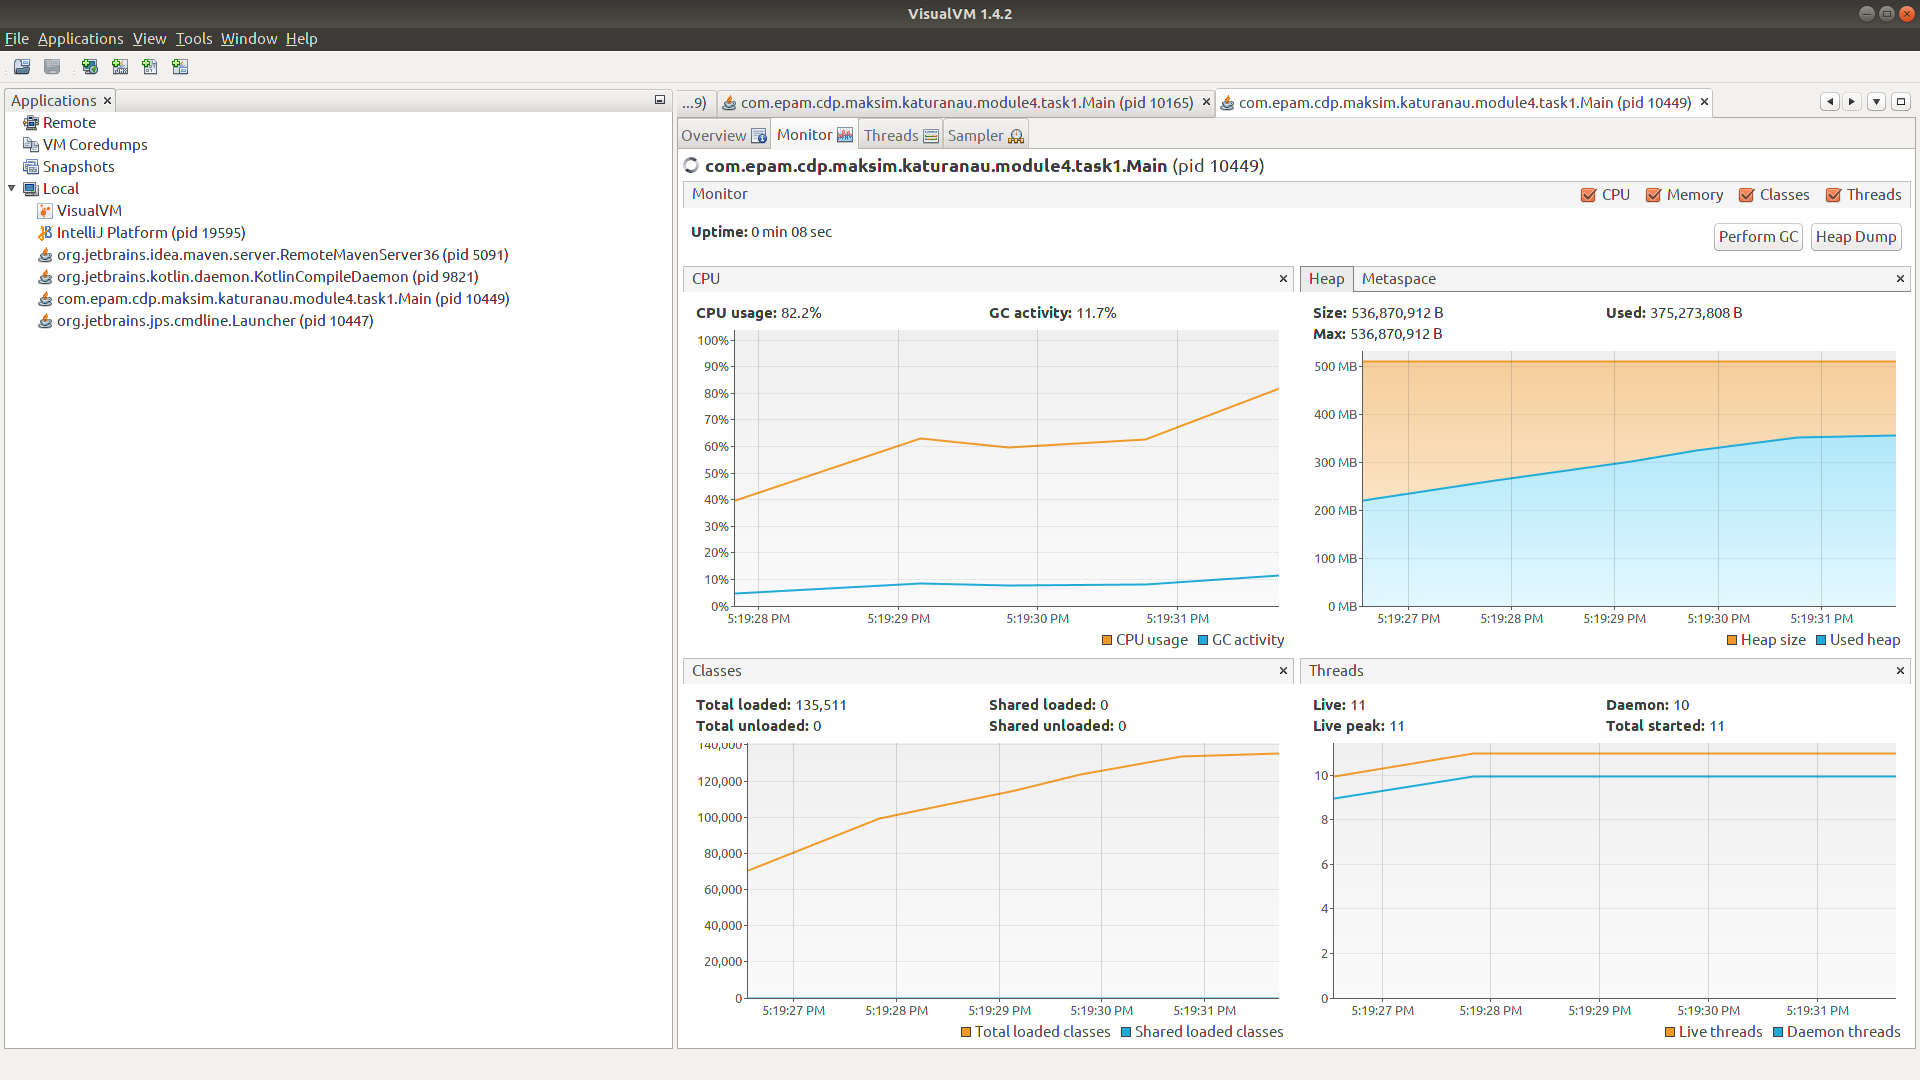 VisualVM 1.4.2
File Applications View Tools Window Help
Applications
Remote
VM Coredumps
Snapshots
Local
VisualVM
IntelliJ Platform (pid 19595)
org.jetbrains.idea.maven.server.RemoteMavenServer36 (pid 5091)
org.jetbrains.kotlin.daemon.KotlinCompileDaemon (pid 9821)
com.epam.cdp.maksim.katuranau.module4.task1.Main (pid 10449)
org.jetbrains.jps.cmdline.Launcher (pid 10447)
...9) com.epam.cdp.maksim.katuranau.module4.task1.Main (pid 10165) com.epam.cdp.maksim.katuranau.module4.task1.Main (pid 10449)
Overview Monitor Threads Sampler
com.epam.cdp.maksim.katuranau.module4.task1.Main (pid 10449)
Monitor CPU Memory Classes Threads
Uptime: 0 min 08 sec
Perform GC Heap Dump
CPU
CPU usage: 82.2% GC activity: 11.7%
100%
90%
80%
70%
60%
50%
40%
30%
20%
10%
0%
5:19:28 PM 5:19:29 PM 5:19:30 PM 5:19:31 PM
CPU usage GC activity
Heap Metaspace
Size: 536,870,912 B Used: 375,273,808 B
Max: 536,870,912 B
500 MB
400 MB
300 MB
200 MB
100 MB
0 MB
5:19:27 PM 5:19:28 PM 5:19:29 PM 5:19:30 PM 5:19:31 PM
Heap size Used heap
Classes
Total loaded: 135,511 Shared loaded: 0
Total unloaded: 0 Shared unloaded: 0
140,000
120,000
100,000
80,000
60,000
40,000
20,000
0
5:19:27 PM 5:19:28 PM 5:19:29 PM 5:19:30 PM 5:19:31 PM
Total loaded classes Shared loaded classes
Threads
Live: 11 Daemon: 10
Live peak: 11 Total started: 11
10
8
6
4
2
0
5:19:27 PM 5:19:28 PM 5:19:29 PM 5:19:30 PM 5:19:31 PM
Live threads Daemon threads